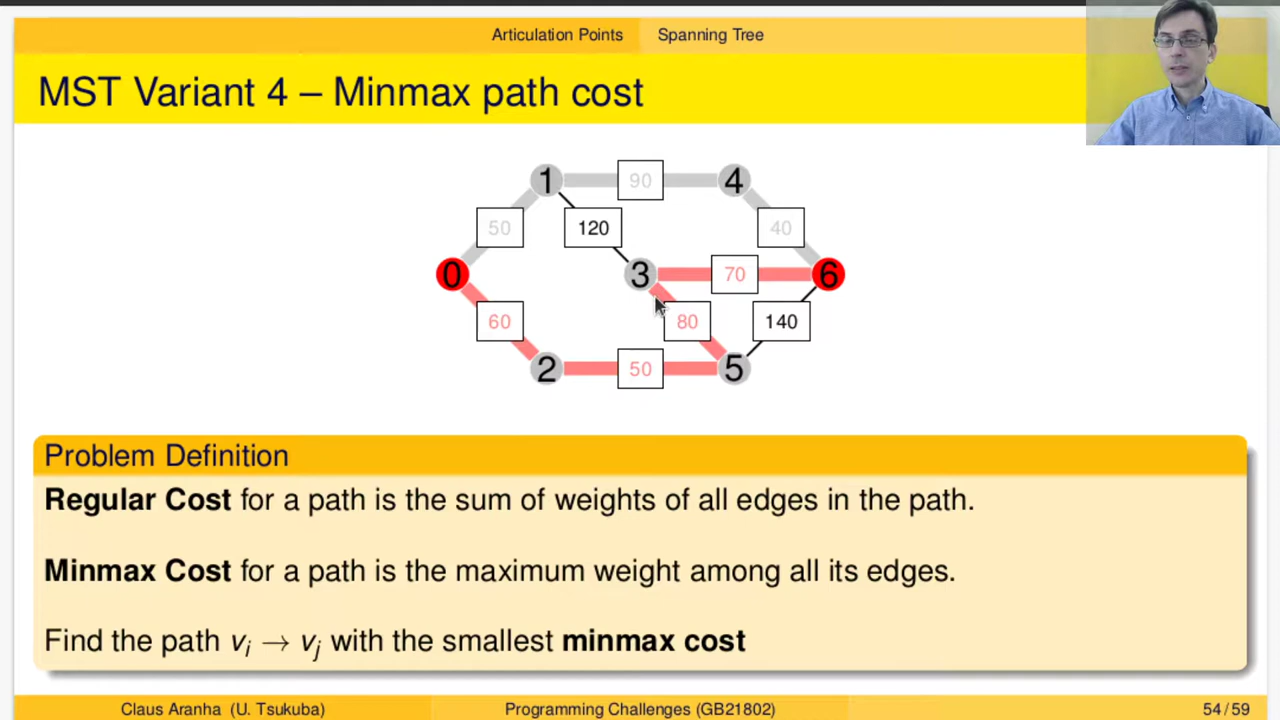 Articulation Points Spanning Tree
MST Variant 4 – Minmax path cost
1 90 4
50 120 40
0 3 70 6
60 80 140
2 50 5
Problem Definition
Regular Cost for a path is the sum of weights of all edges in the path.
Minmax Cost for a path is the maximum weight among all its edges.
Find the path vᵢ → vⱼ with the smallest minmax cost
Claus Aranha (U. Tsukuba) Programming Challenges (GB21802) 54 / 59